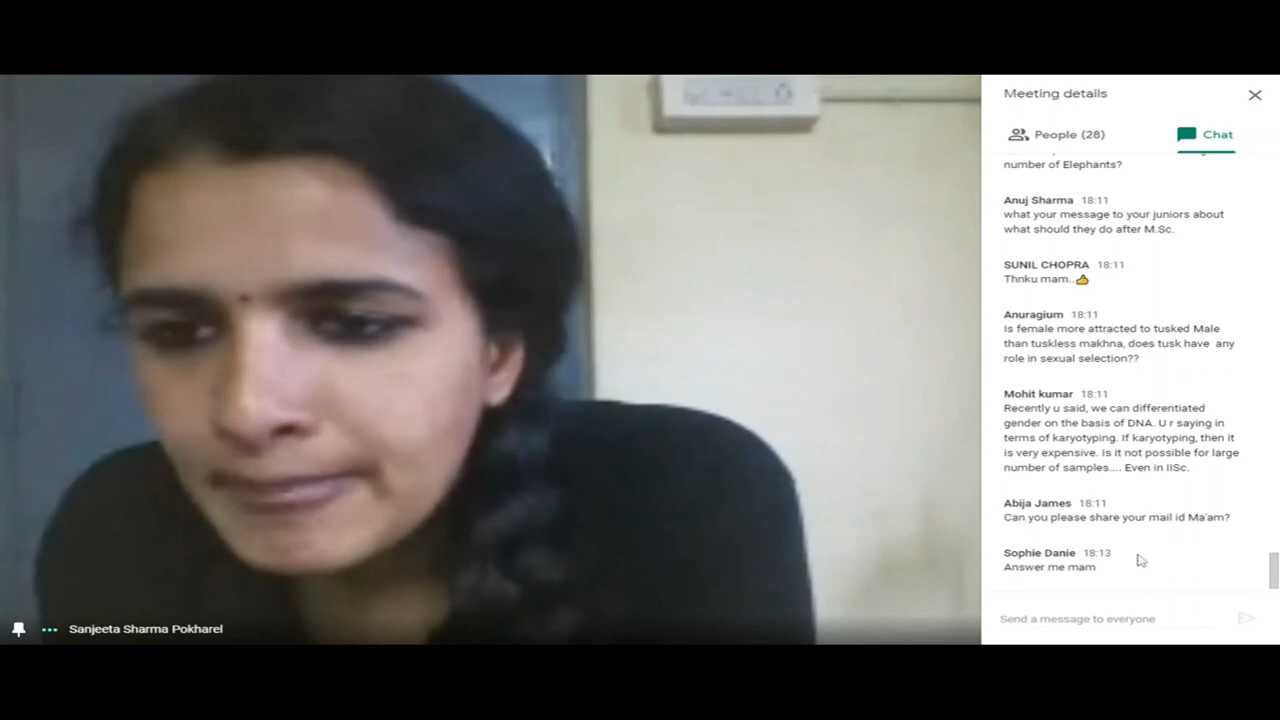 Meeting details
People (28)
Chat
number of Elephants?
Anuj Sharma 18:11
what your message to your juniors about
what should they do after M.Sc.
SUNIL CHOPRA 18:11
Thnku mam..👍
Anuragium 18:11
Is female more attracted to tusked Male
than tuskless makhna, does tusk have any
role in sexual selection??
Mohit kumar 18:11
Recently u said, we can differentiated
gender on the basis of DNA. U r saying in
terms of karyotyping. If karyotyping, then it
is very expensive. Is it not possible for large
number of samples.... Even in IISc.
Abija James 18:11
Can you please share your mail id Ma'am?
Sophie Danie 18:13
Answer me mam
Send a message to everyone
Sanjeeta Sharma Pokharel